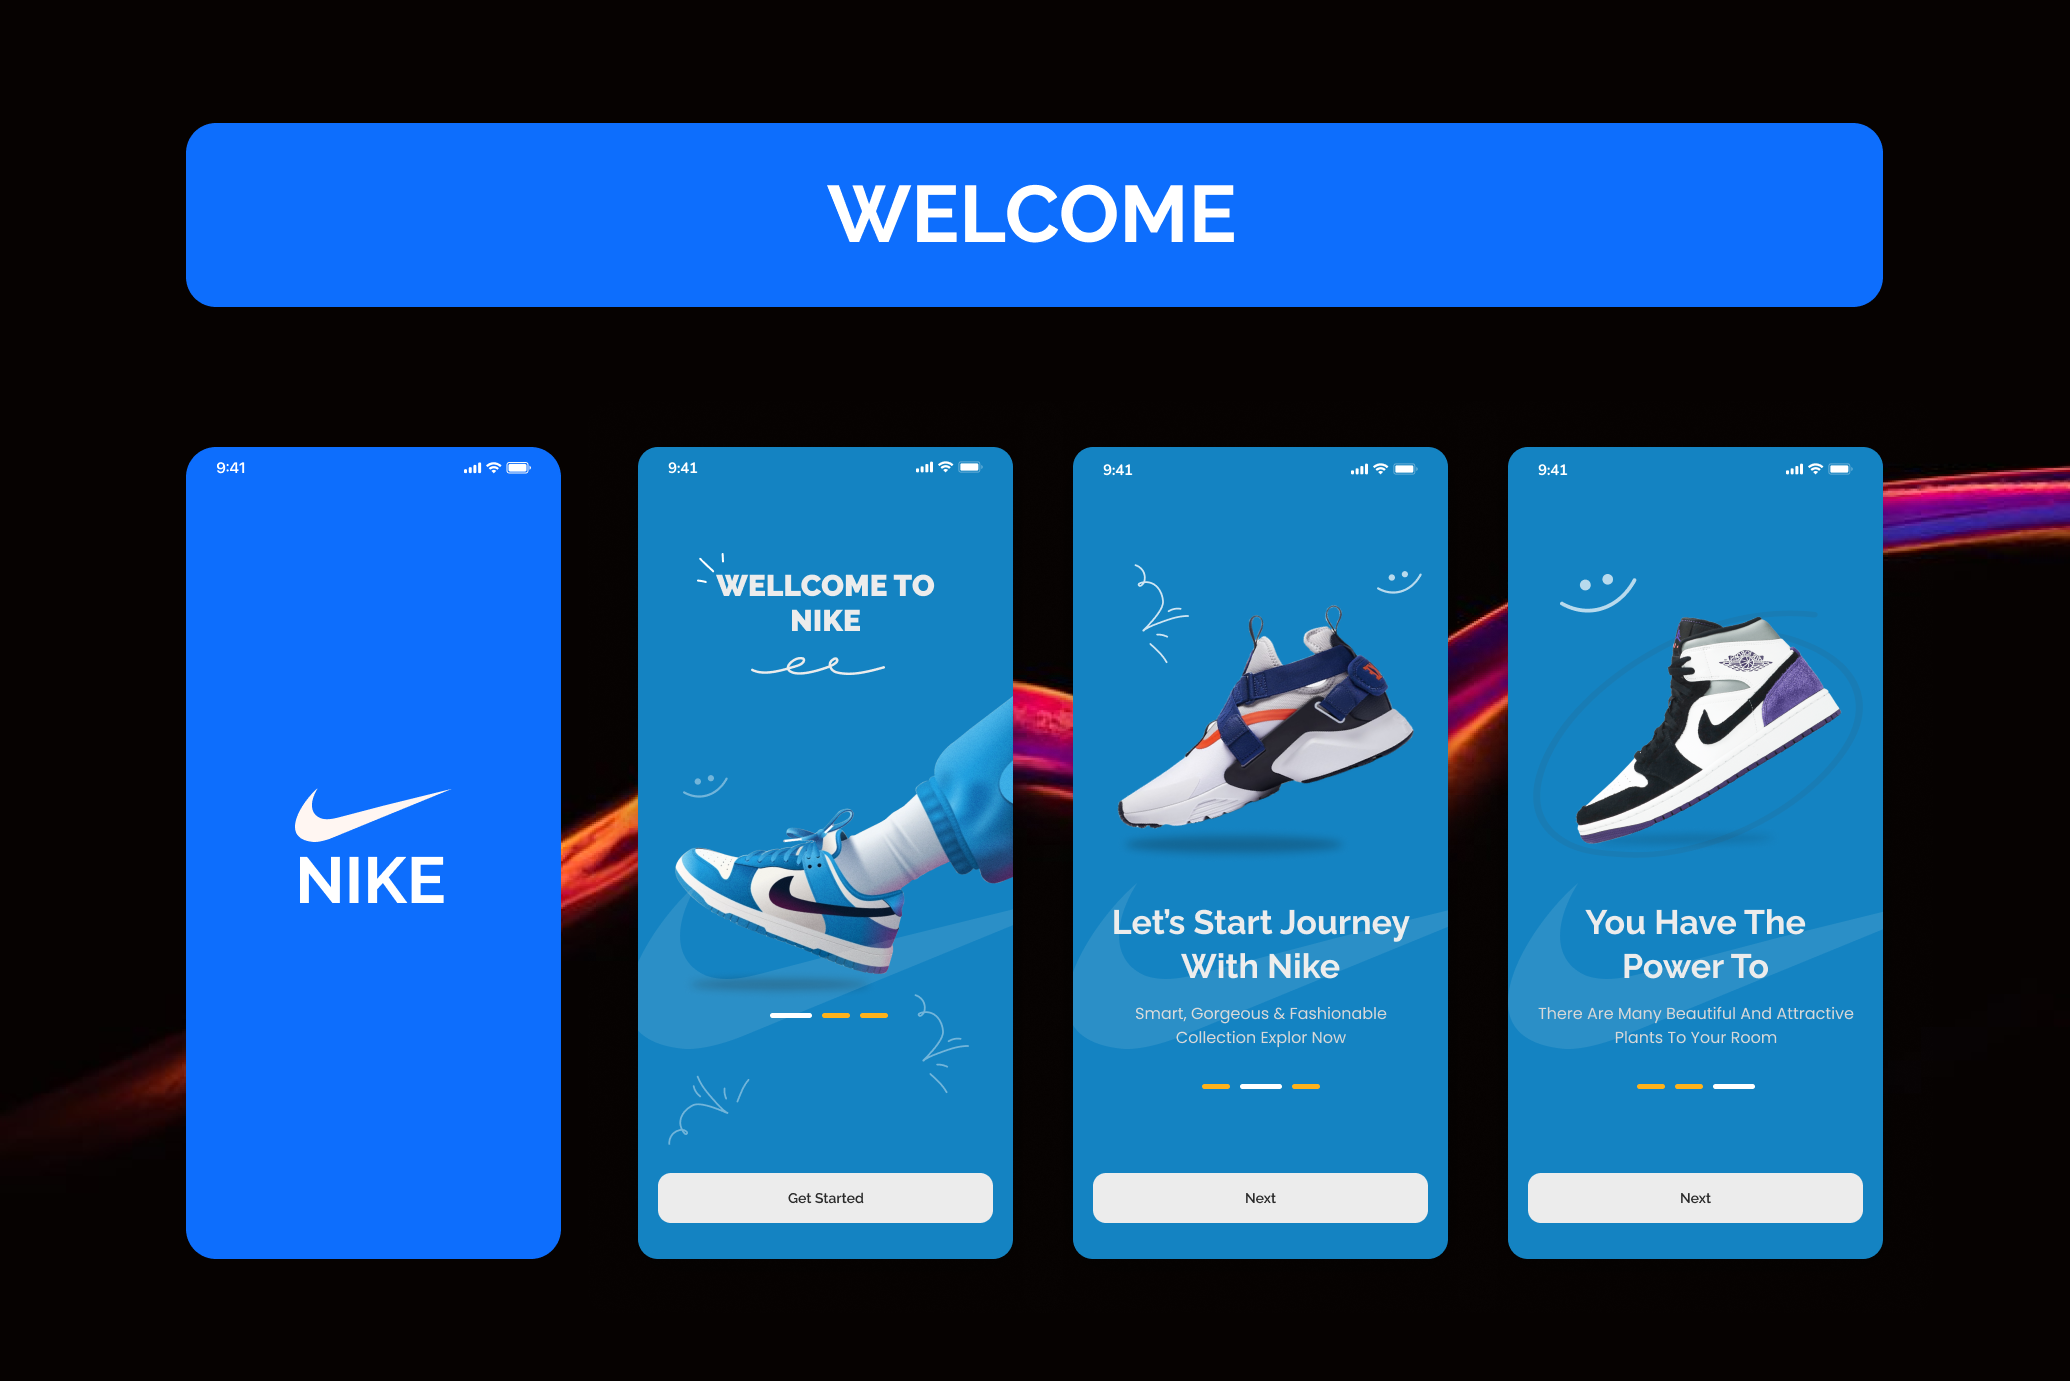 WELCOME
9:41
NIKE
9:41
WELLCOME TO
NIKE
Get Started
9:41
Let's Start Journey
With Nike
Smart, Gorgeous & Fashionable
Collection Explor Now
Next
9:41
You Have The
Power To
There Are Many Beautiful And Attractive
Plants To Your Room
Next